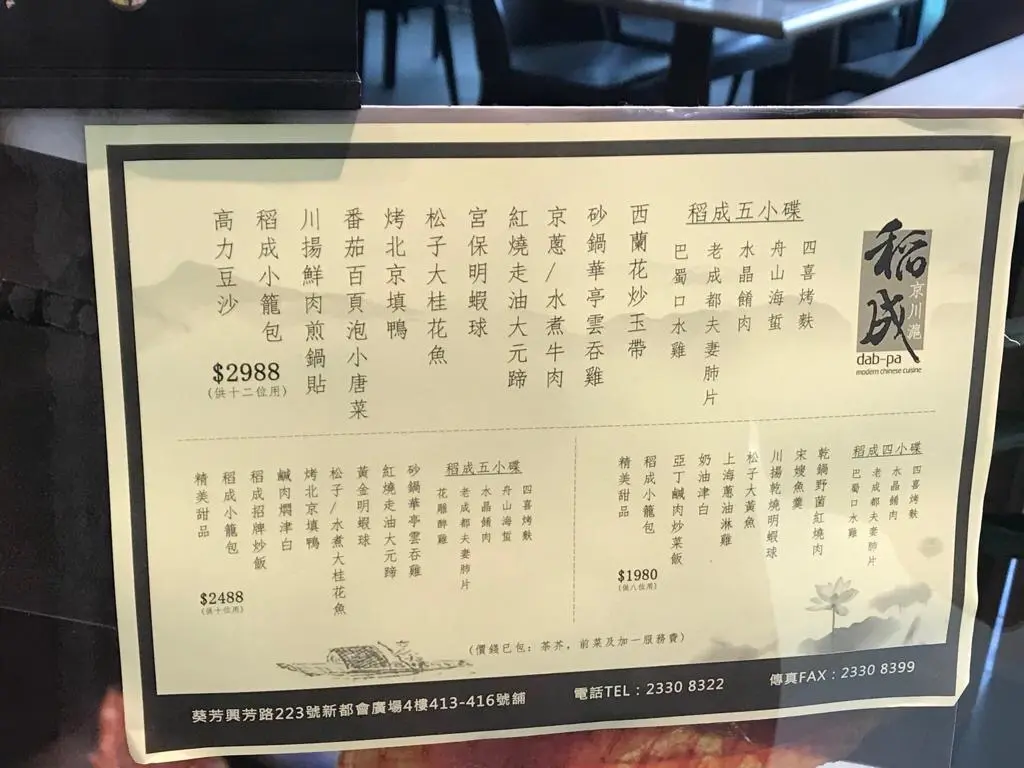 稻成
京川滬
dab-pa
modern chinese cuisine
稻成五小碟
四喜烤麩
舟山海蜇
水晶餚肉
老成都夫妻肺片
巴蜀口水雞
西蘭花炒玉帶
砂鍋華亭雲吞雞
京蔥/水煮牛肉
紅燒走油大元蹄
宮保明蝦球
松子大桂花魚
烤北京填鴨
番茄百頁泡小唐菜
川揚鮮肉煎鍋貼
稻成小籠包
高力豆沙
$2988
(供十二位用)
稻成四小碟
四喜烤麩
水晶餚肉
老成都夫妻肺片
巴蜀口水雞
乾鍋野菌紅燒肉
宋嫂魚羹
川揚乾燒明蝦球
松子大黃魚
上海蔥油淋雞
奶油津白
亞丁鹹肉炒菜飯
稻成小籠包
精美甜品
$1980
(供八位用)
稻成五小碟
四喜烤麩
舟山海蜇
水晶餚肉
老成都夫妻肺片
花雕醉雞
砂鍋華亭雲吞雞
紅燒走油大元蹄
黃金明蝦球
松子/水煮大桂花魚
烤北京填鴨
鹹肉燜津白
稻成招牌炒飯
稻成小籠包
精美甜品
$2488
(供十位用)
(價錢已包：茶芥，前菜及加一服務費)
葵芳興芳路223號新都會廣場4樓413-416號舖
電話TEL：2330 8322
傳真FAX：2330 8399